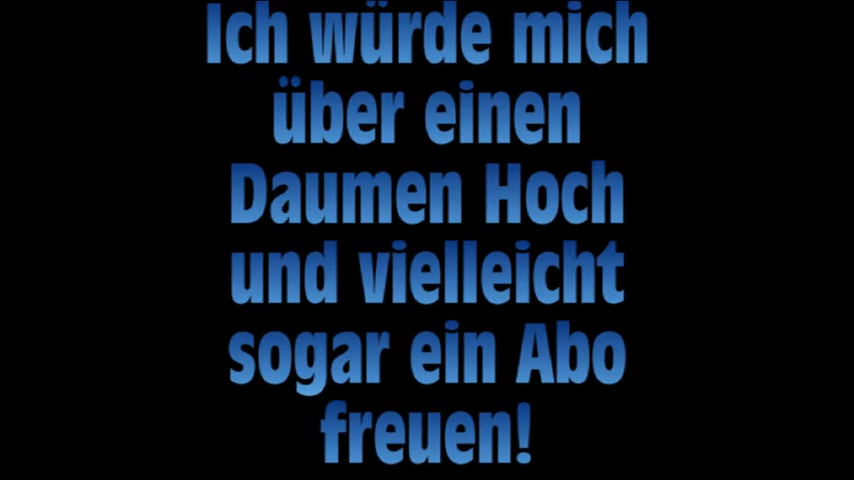 Ich würde mich
über einen
Daumen Hoch
und vielleicht
sogar ein Abo
freuen!